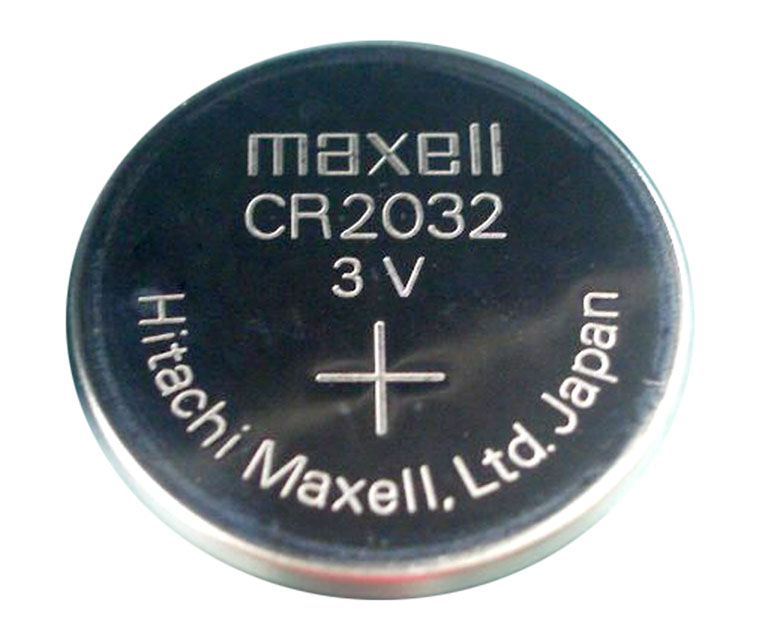 maxell
CR2032
3 V
+
Hitachi Maxell. Ltd. Japan